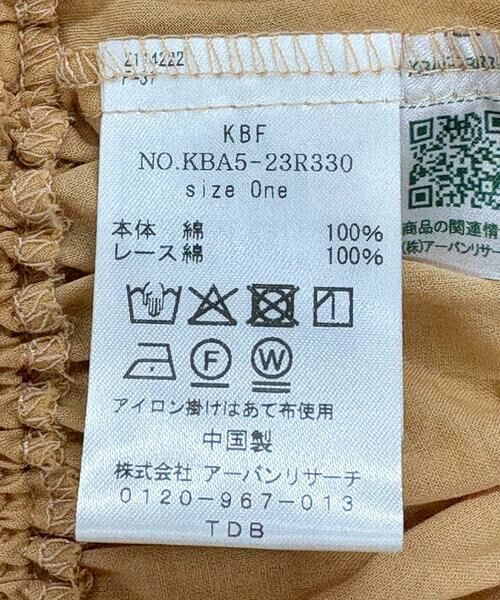 KBF
NO.KBA5-23R330
size One
本体 綿 100%
レース綿 100%
F
W
アイロン掛けはあて布使用
中国製
株式会社 アーバンリサーチ
0120-967-013
TDB
商品の関連情
(株)アーバンリサー